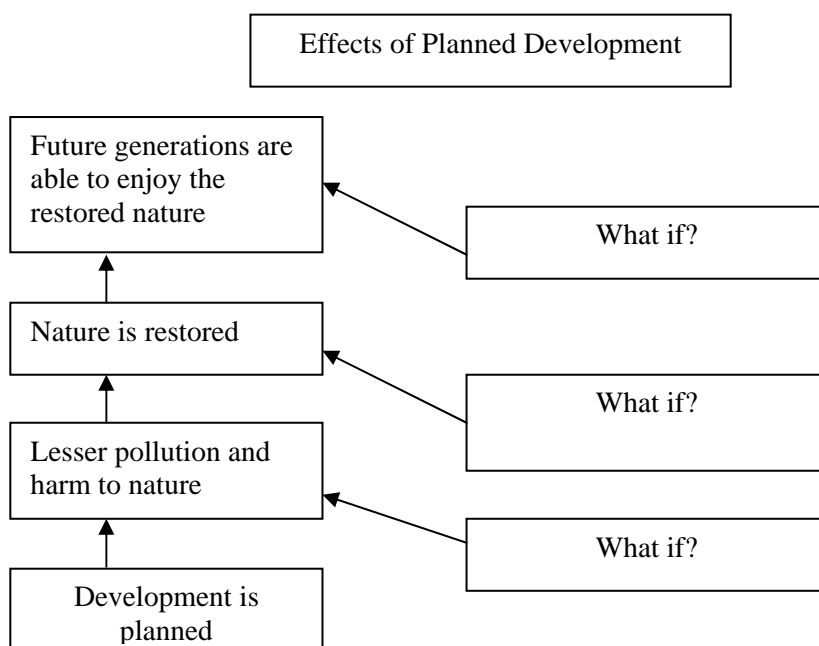 Effects of Planned Development
Future generations are
able to enjoy the
restored nature
What if?
Nature is restored
What if?
Lesser pollution and
harm to nature
What if?
Development is
planned